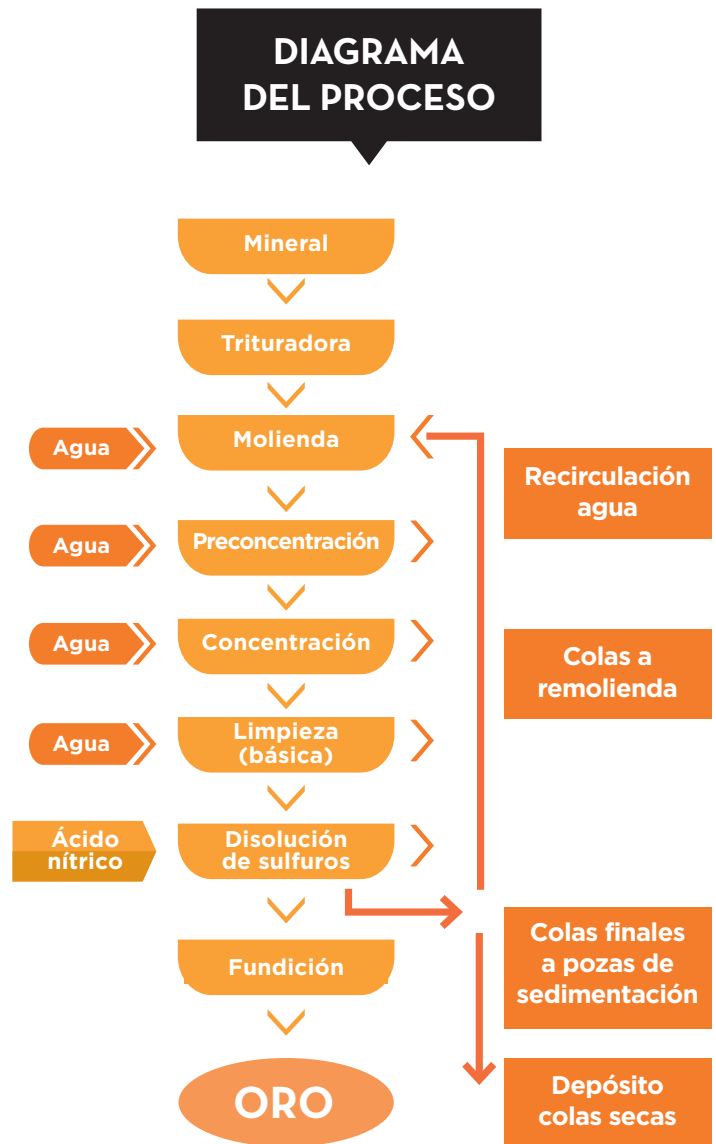 DIAGRAMA
DEL PROCESO
Mineral
Trituradora
Agua
Molienda
Recirculación
agua
Agua
Preconcentración
Agua
Concentración
Colas a
remolienda
Agua
Limpieza
(básica)
Ácido
nítrico
Disolución
de sulfuros
Colas finales
a pozas de
sedimentación
Fundición
ORO
Depósito
colas secas